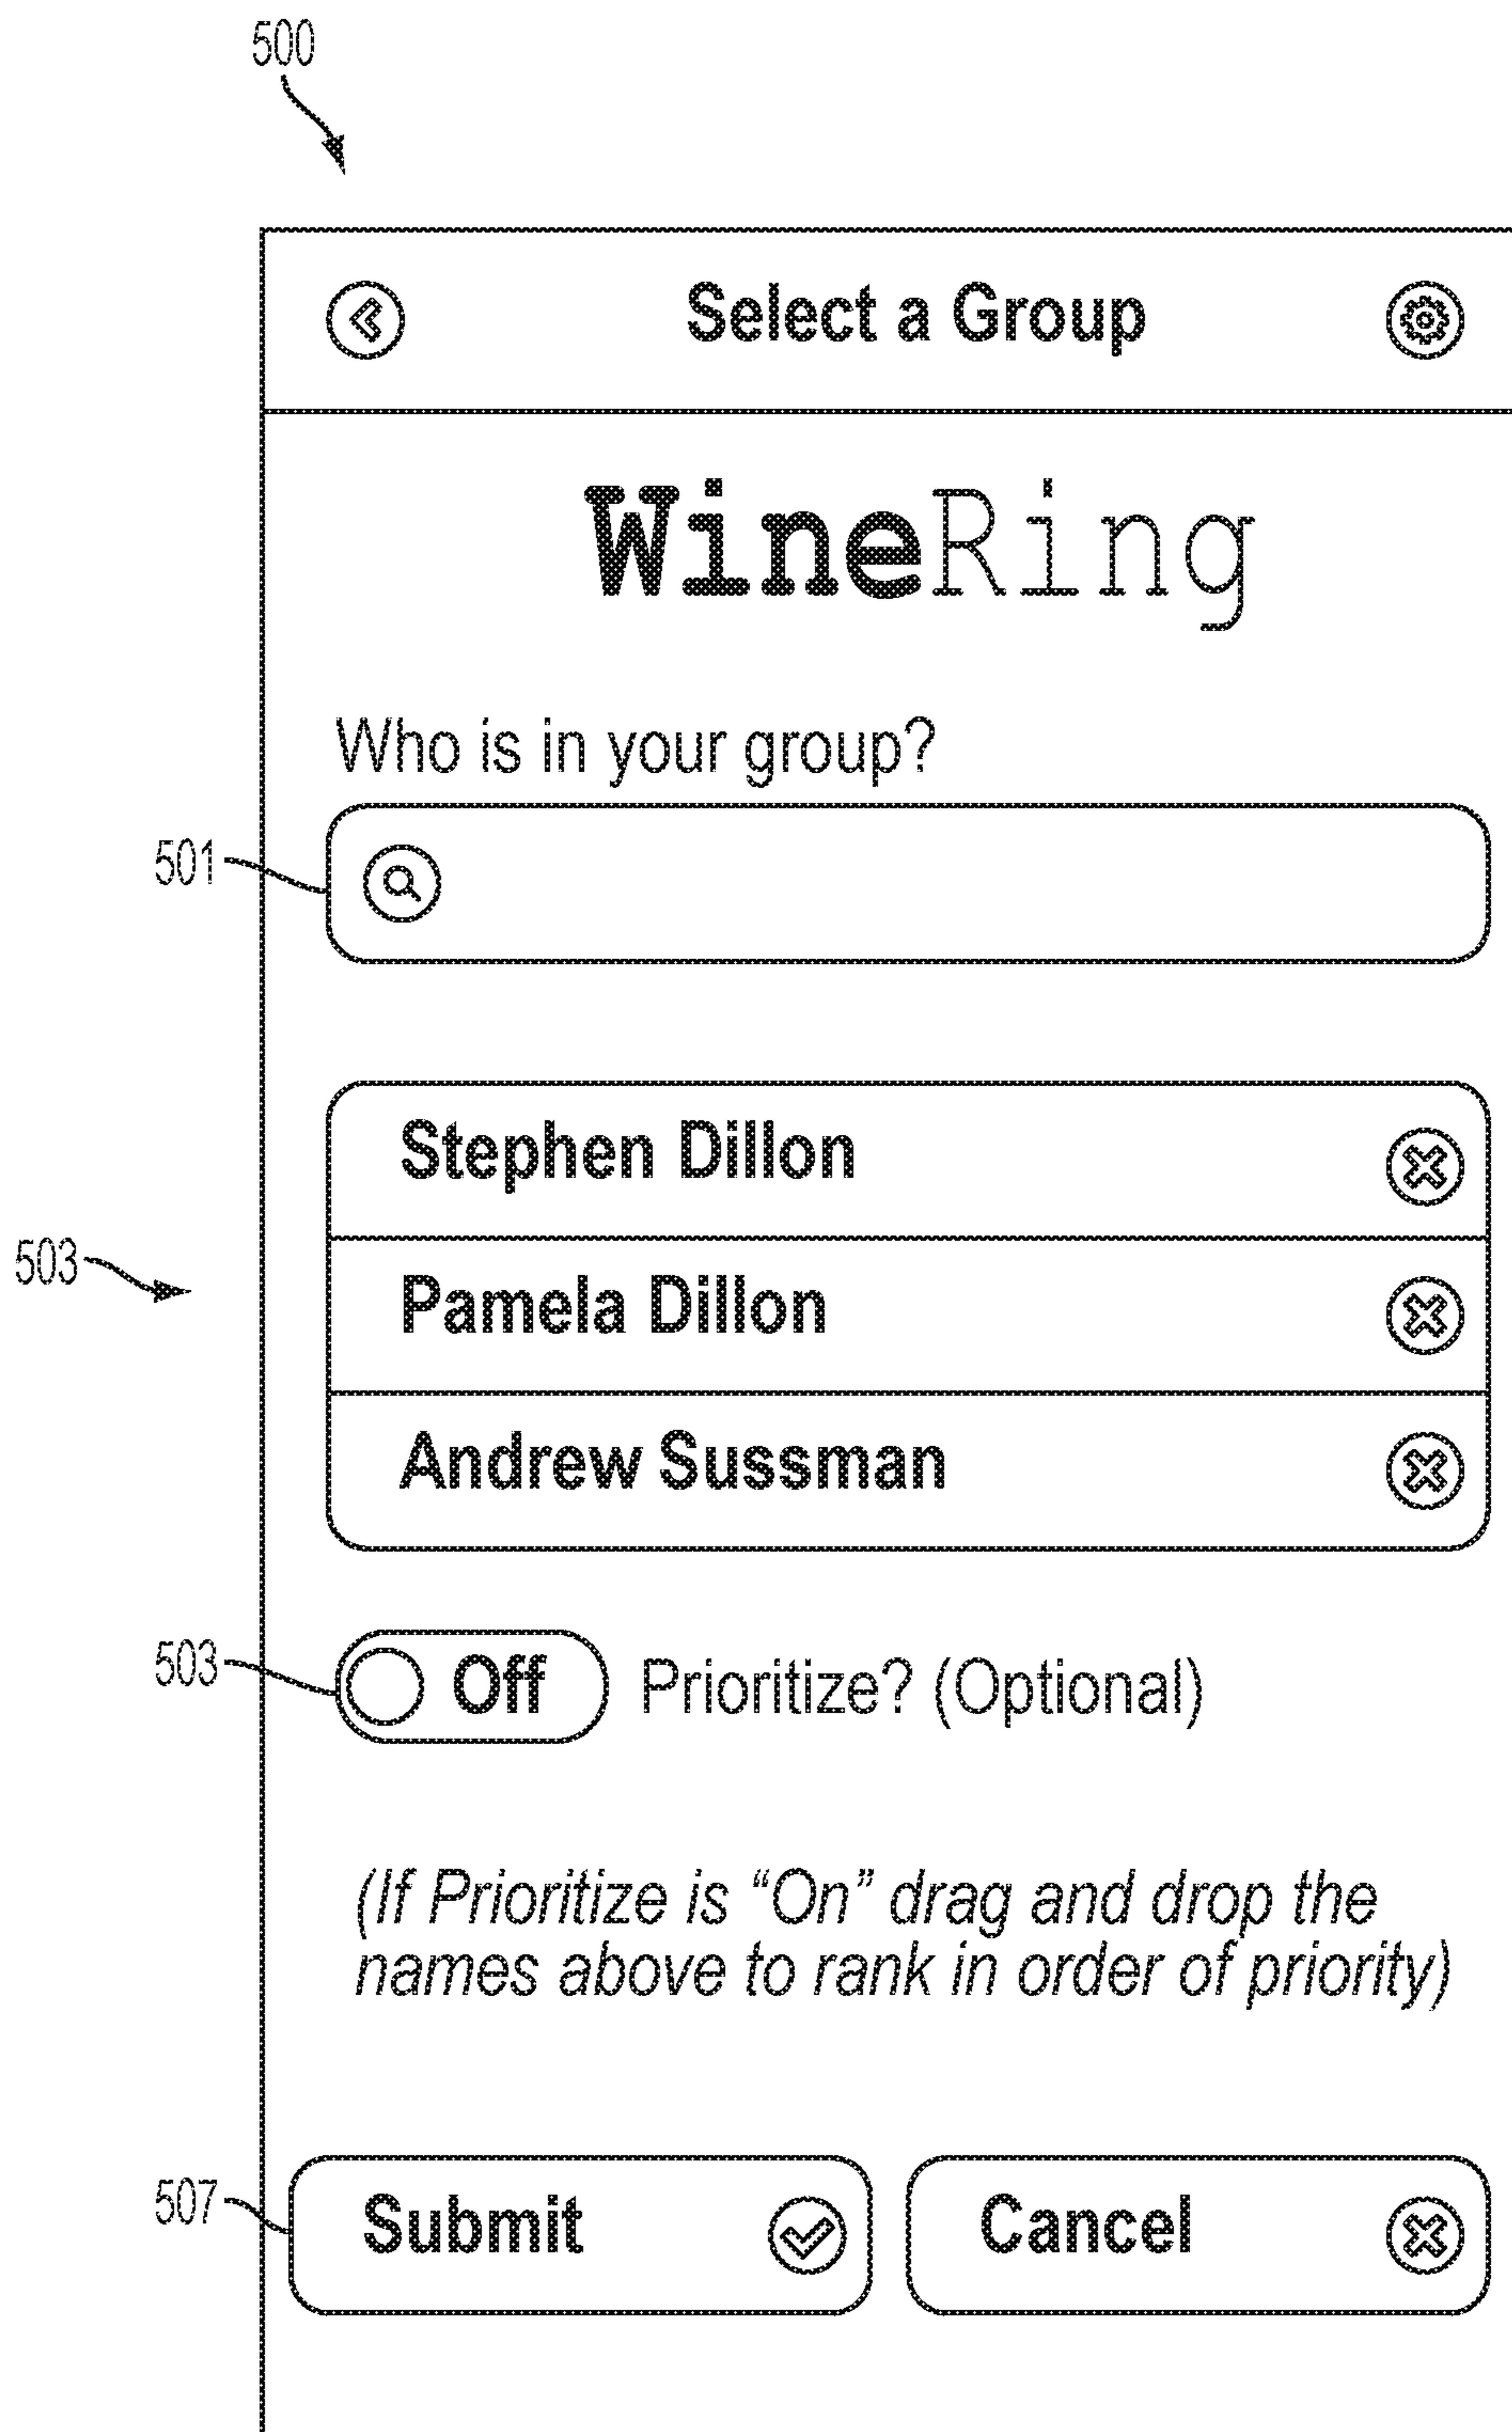 500
Select a Group
WineRing
Who is in your group?
501
Stephen Dillon
503
Pamela Dillon
Andrew Sussman
503
Off Prioritize? (Optional)
(If Prioritize is “On” drag and drop the
names above to rank in order of priority)
507
Submit Cancel